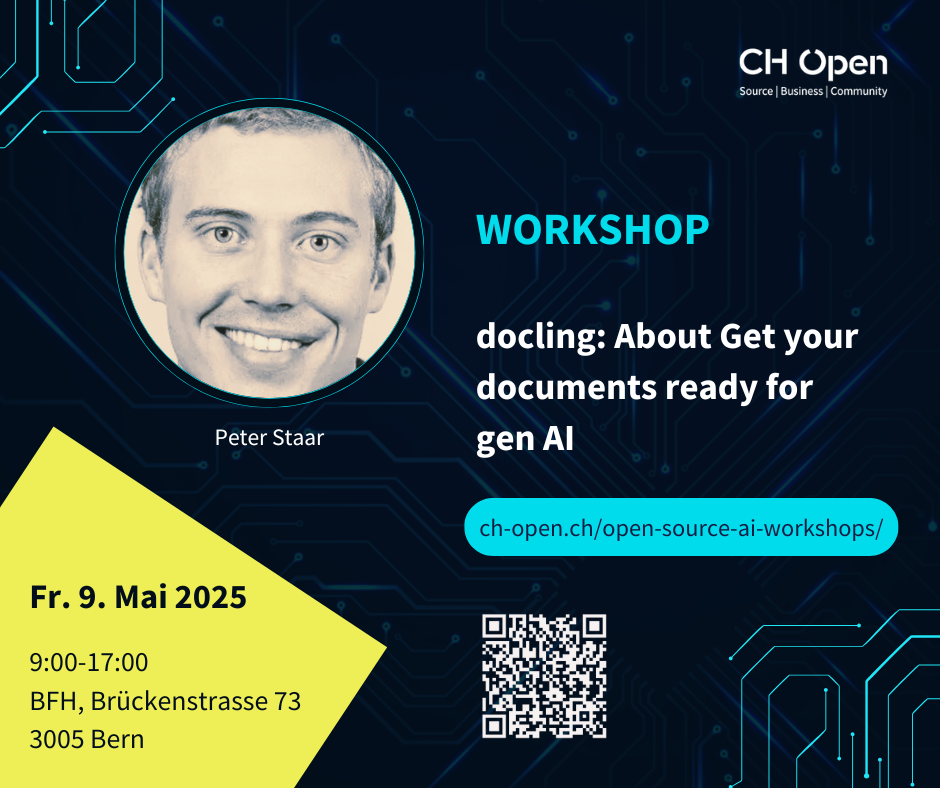 CH Open
Source | Business | Community
WORKSHOP
docling: About Get your
documents ready for
gen AI
Peter Staar
ch-open.ch/open-source-ai-workshops/
Fr. 9. Mai 2025
9:00-17:00
BFH, Brückenstrasse 73
3005 Bern